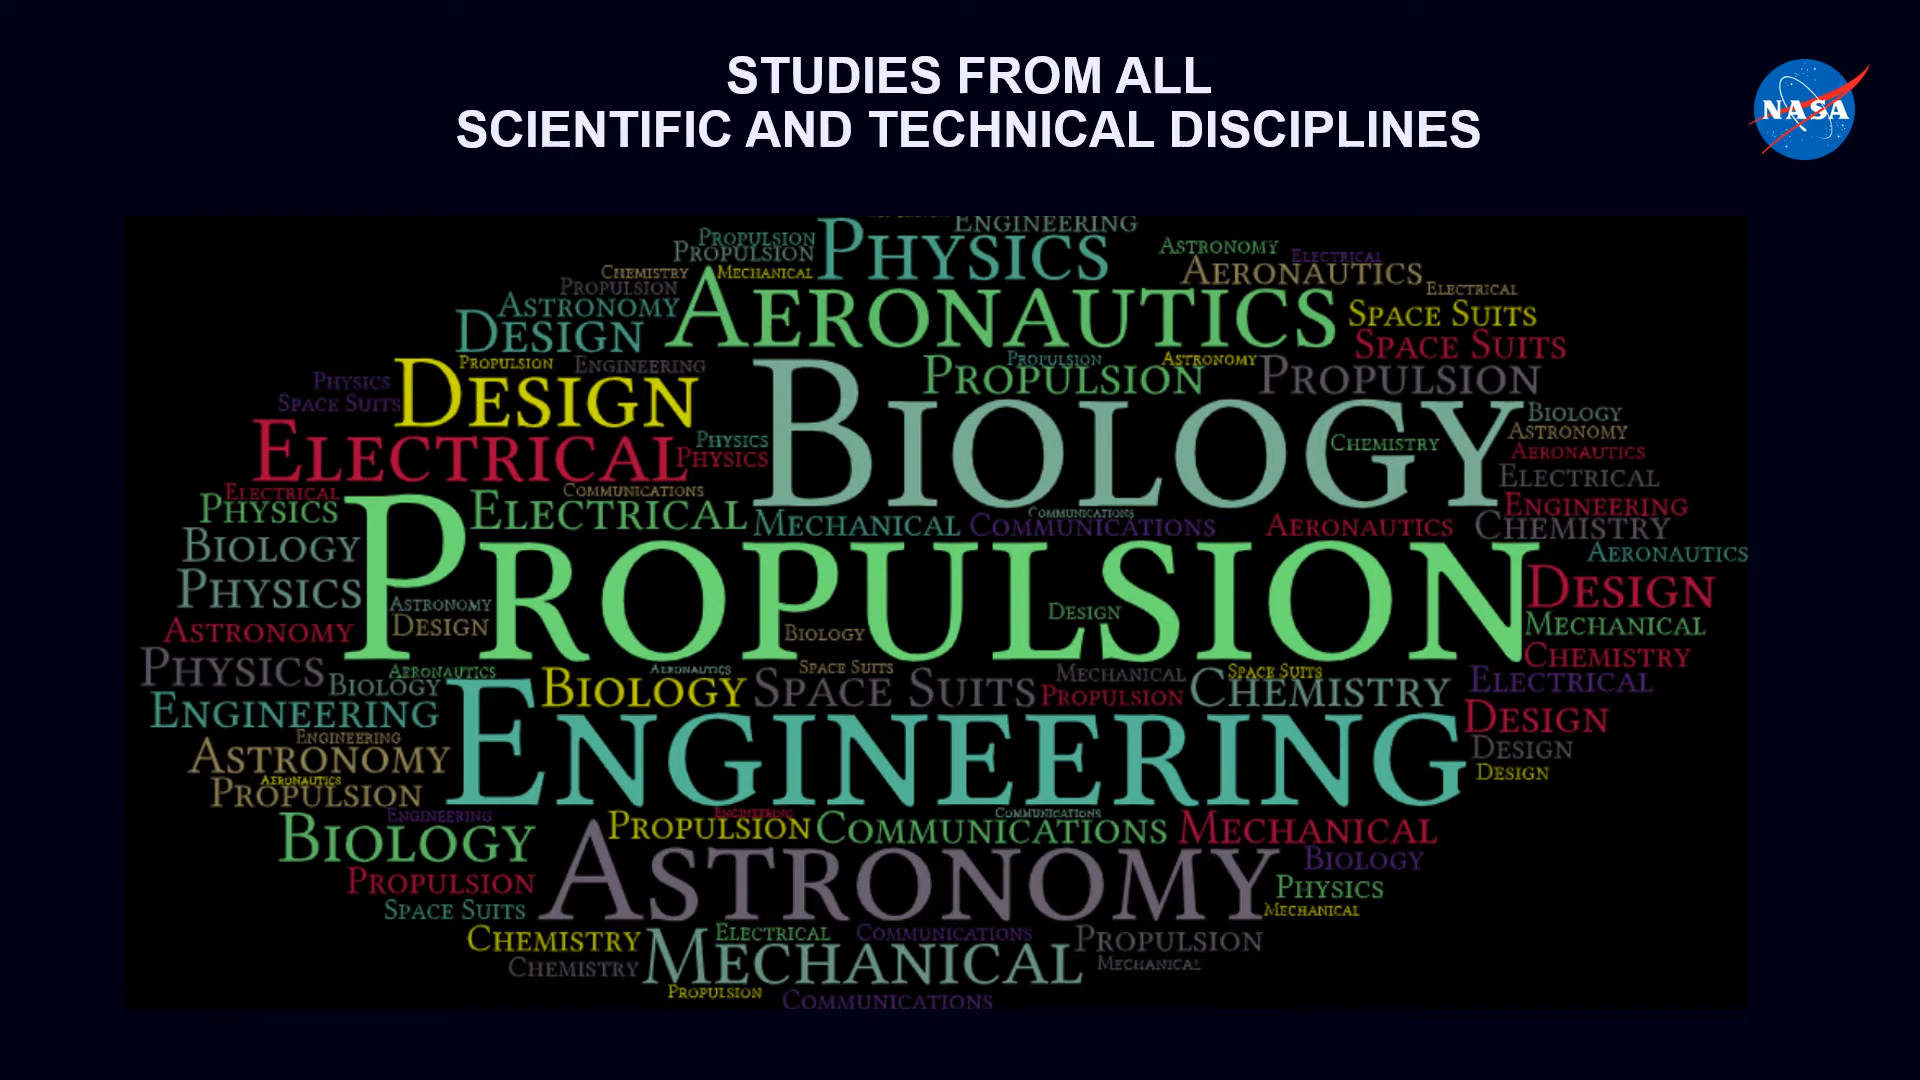 STUDIES FROM ALL
SCIENTIFIC AND TECHNICAL DISCIPLINES
NASA
ENGINEERING
PROPULSION
PHYSICS
ASTRONOMY
ELECTRICAL
PROPULSION
AERONAUTICS
CHEMISTRY
MECHANICAL
PROPULSION
ELECTRICAL
ASTRONOMY
AERONAUTICS
SPACE SUITS
DESIGN
SPACE SUITS
PROPULSION
ENGINEERING
PROPULSION
ASTRONOMY
PHYSICS
DESIGN
PROPULSION
PROPULSION
SPACE SUITS
BIOLOGY
BIOLOGY
ELECTRICAL
PHYSICS
CHEMISTRY
ASTRONOMY
PHYSICS
AERONAUTICS
ELECTRICAL
ELECTRICAL
COMMUNICATIONS
PHYSICS
ELECTRICAL
ENGINEERING
COMMUNICATIONS
MECHANICAL
COMMUNICATIONS
AERONAUTICS
CHEMISTRY
BIOLOGY
AERONAUTICS
PROPULSION
PHYSICS
DESIGN
ASTRONOMY
DESIGN
DESIGN
MECHANICAL
ASTRONOMY
BIOLOGY
CHEMISTRY
PHYSICS
AERONAUTICS
AERONAUTICS
SPACE SUITS
MECHANICAL
SPACE SUITS
BIOLOGY
BIOLOGY
SPACE SUITS
PROPULSION
CHEMISTRY
ELECTRICAL
ENGINEERING
ENGINEERING
DESIGN
ENGINEERING
DESIGN
ASTRONOMY
DESIGN
AERONAUTICS
PROPULSION
ENGINEERING
ENGINEERING
COMMUNICATIONS
BIOLOGY
PROPULSION
COMMUNICATIONS
MECHANICAL
BIOLOGY
PROPULSION
ASTRONOMY
PHYSICS
SPACE SUITS
MECHANICAL
CHEMISTRY
ELECTRICAL
COMMUNICATIONS
PROPULSION
CHEMISTRY
MECHANICAL
MECHANICAL
PROPULSION
COMMUNICATIONS